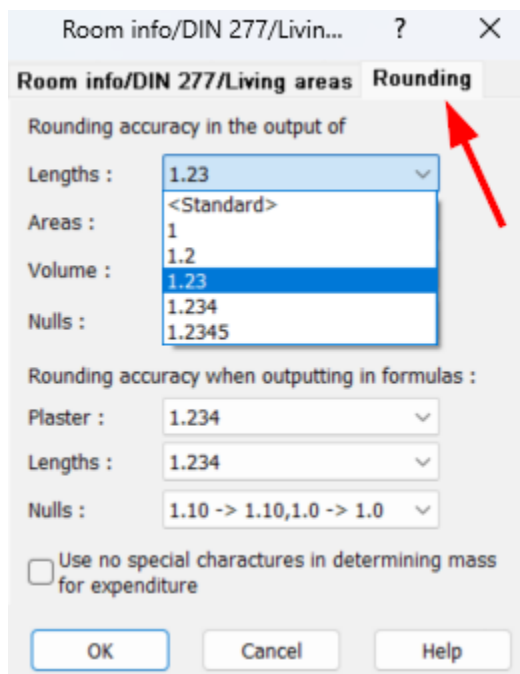 Room info/DIN 277/Livin... ? X
Room info/DIN 277/Living areas Rounding
Rounding accuracy in the output of
Lengths : 1.23
<Standard>
Areas :
1
1.2
Volume :
1.23
1.234
Nulls :
1.2345
Rounding accuracy when outputting in formulas :
Plaster : 1.234
Lengths : 1.234
Nulls : 1.10 -> 1.10,1.0 -> 1.0
Use no special charactures in determining mass
for expenditure
OK Cancel Help